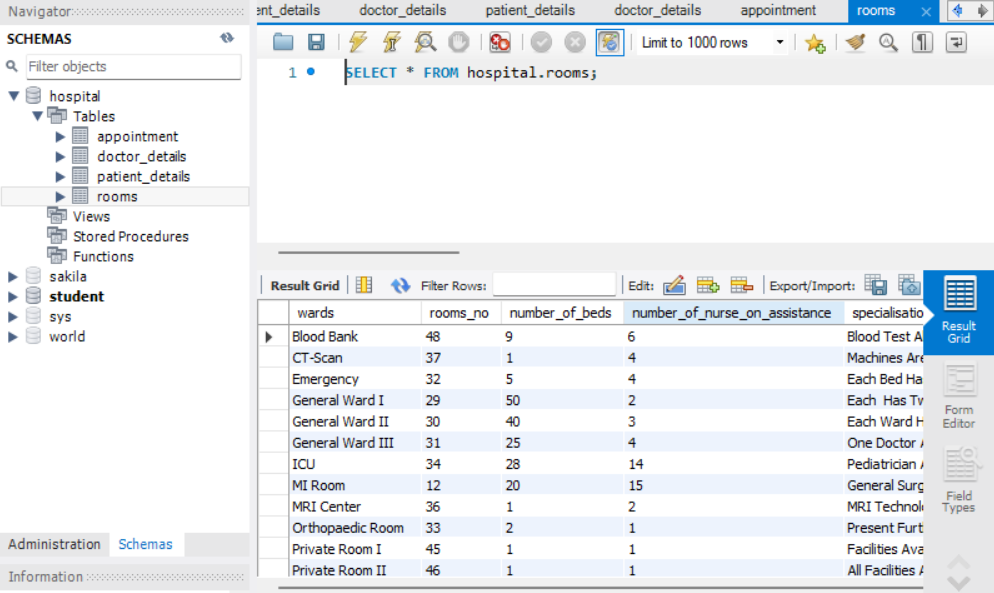 Navigator
SCHEMAS
Filter objects
hospital
Tables
appointment
doctor_details
patient_details
rooms
Views
Stored Procedures
Functions
sakila
student
sys
world
Administration Schemas
Information
ent_details doctor_details patient_details doctor_details appointment rooms
Limit to 1000 rows
1 SELECT * FROM hospital.rooms;
Result Grid Filter Rows: Edit: Export/Import:
wards rooms_no number_of_beds number_of_nurse_on_assistance specialisatio
Blood Bank 48 9 6 Blood Test A
CT-Scan 37 1 4 Machines Are
Emergency 32 5 4 Each Bed Ha
General Ward I 29 50 2 Each Has Tw
General Ward II 30 40 3 Each Ward H
General Ward III 31 25 4 One Doctor A
ICU 34 28 14 Pediatrician A
MI Room 12 20 15 General Surg
MRI Center 36 1 2 MRI Technol
Orthopaedic Room 33 2 1 Present Furt
Private Room I 45 1 1 Facilities Ava
Private Room II 46 1 1 All Facilities A
Result
Grid
Form
Editor
Field
Types